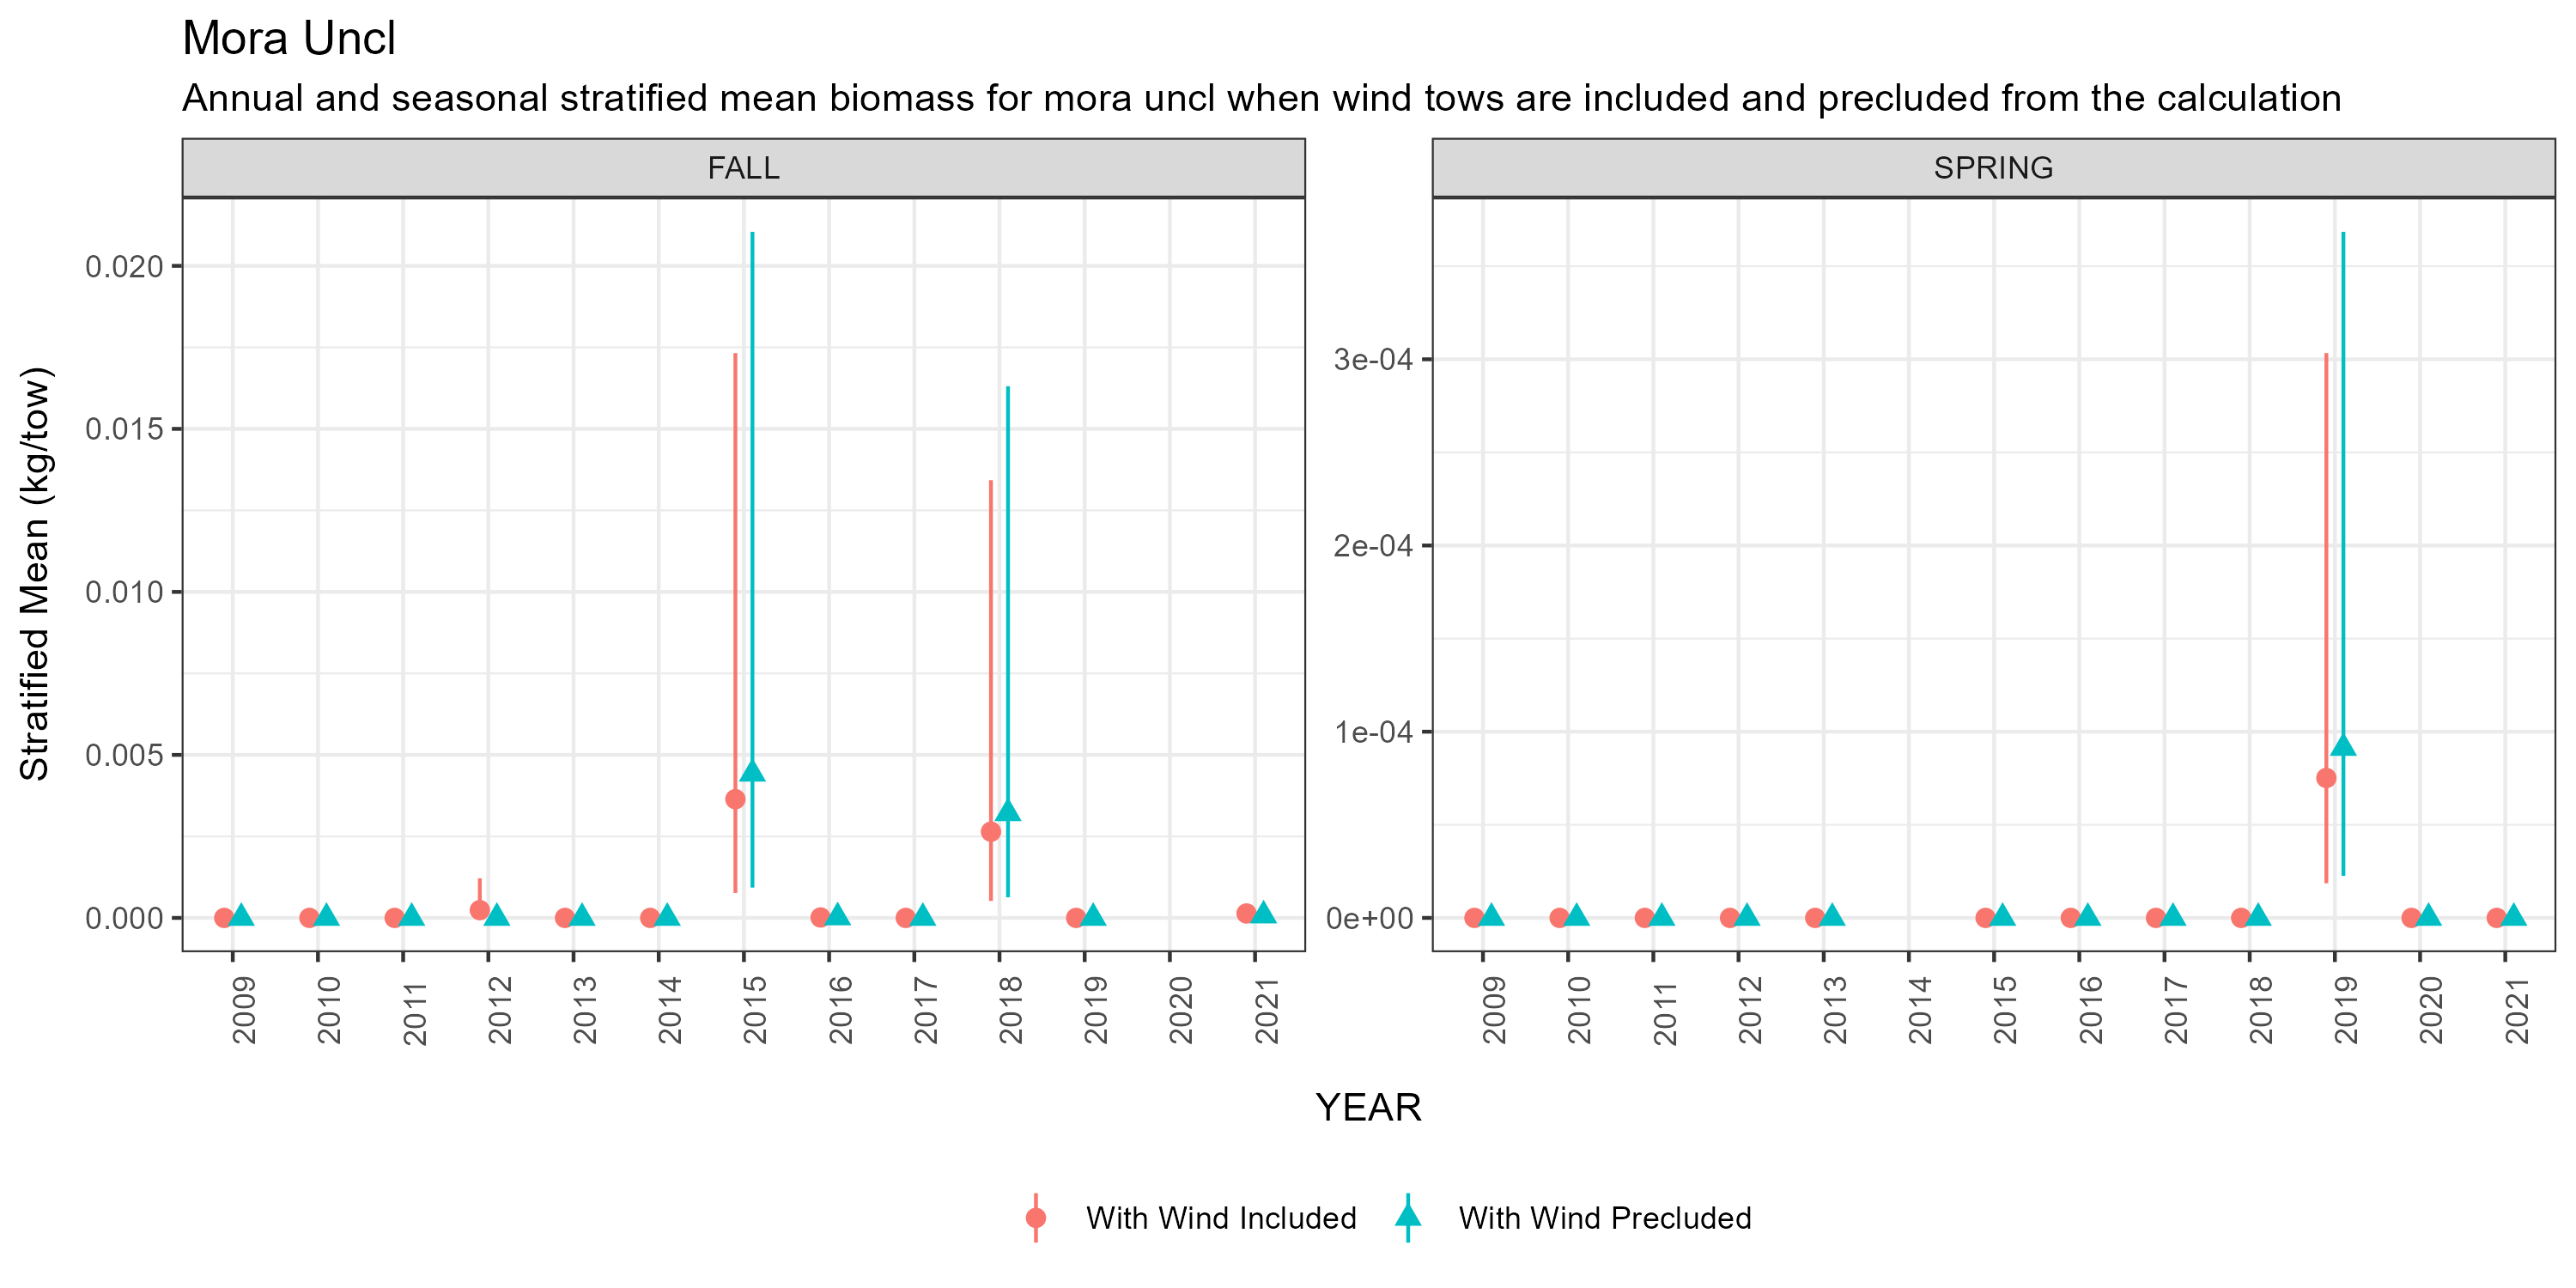 Mora Uncl
Annual and seasonal stratified mean biomass for mora uncl when wind tows are included and precluded from the calculation
FALL
SPRING
Stratified Mean (kg/tow)
0.020
0.015
0.010
0.005
0.000
3e-04
2e-04
1e-04
0e+00
2009 2010 2011 2012 2013 2014 2015 2016 2017 2018 2019 2020 2021
2009 2010 2011 2012 2013 2014 2015 2016 2017 2018 2019 2020 2021
YEAR
With Wind Included
With Wind Precluded